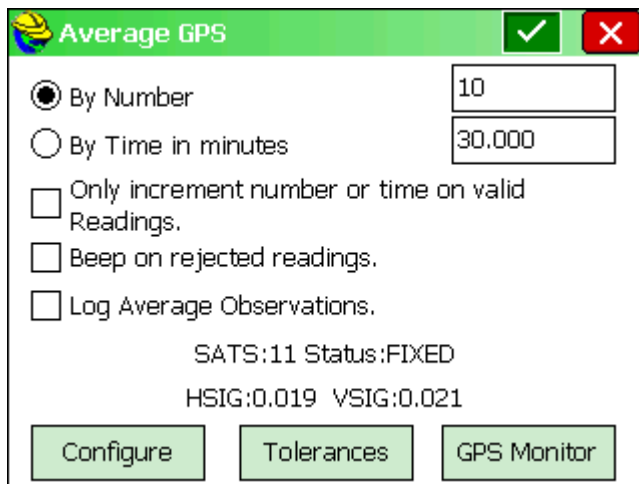 Average GPS
By Number 10
By Time in minutes 30.000
Only increment number or time on valid
Readings.
Beep on rejected readings.
Log Average Observations.
SATS:11 Status:FIXED
HSIG:0.019 VSIG:0.021
Configure Tolerances GPS Monitor